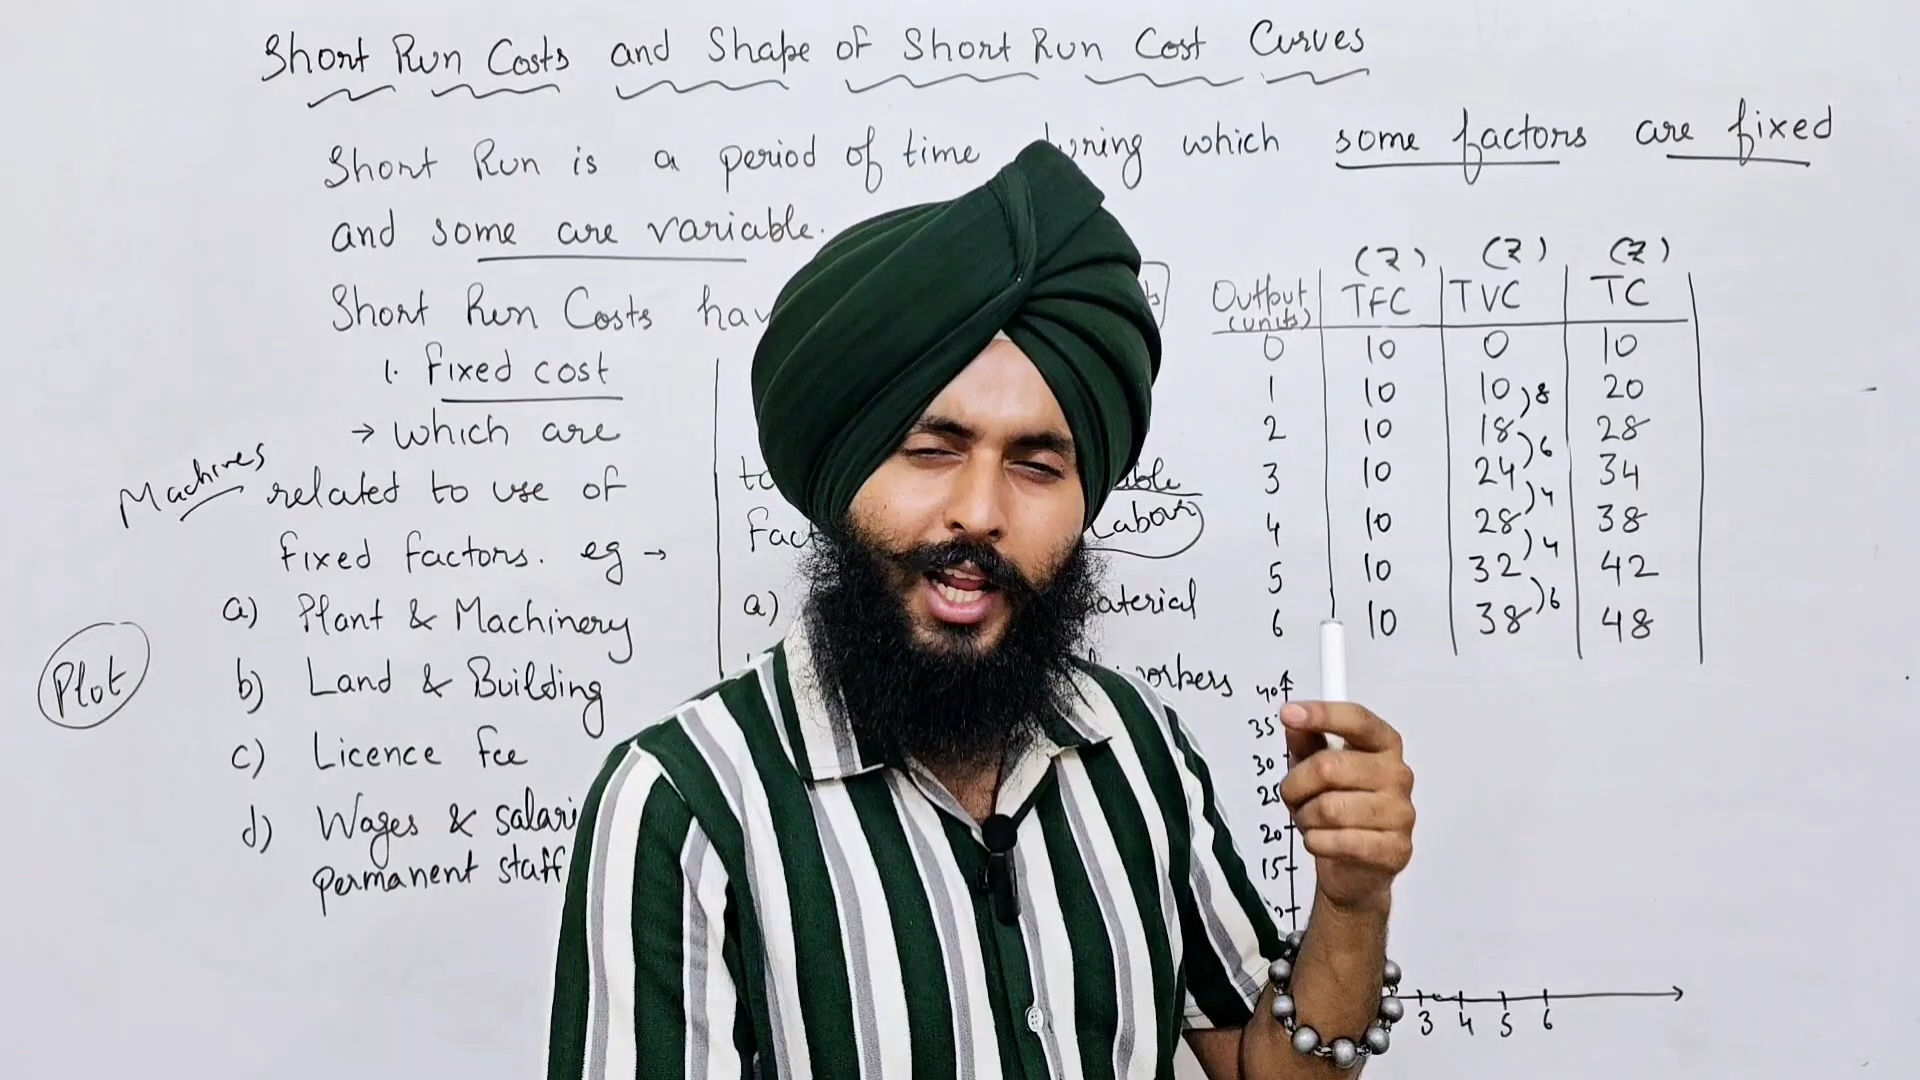 Short Run Costs and Shape of Short Run Cost Curves
Short Run is a period of time during which some factors are fixed
and some are variable.
Short Run Costs hav
1. Fixed cost
→ which are
Machines
related to use of
fixed factors. eg →
a) Plant & Machinery
b) Land & Building
c) Licence fee
d) Wages & salari
permanent staff
Plot
to
Fact
Labour
a)
aterial
workers
(₹) (₹) (₹)
Output TFC TVC TC
(units)
0 10 0 10
1 10 10 20
)8
2 10 18 28
)6
3 10 24 34
)4
4 10 28 38
)4
5 10 32 42
)6
6 10 38 48
40
35
30
25
20
15
3 4 5 6